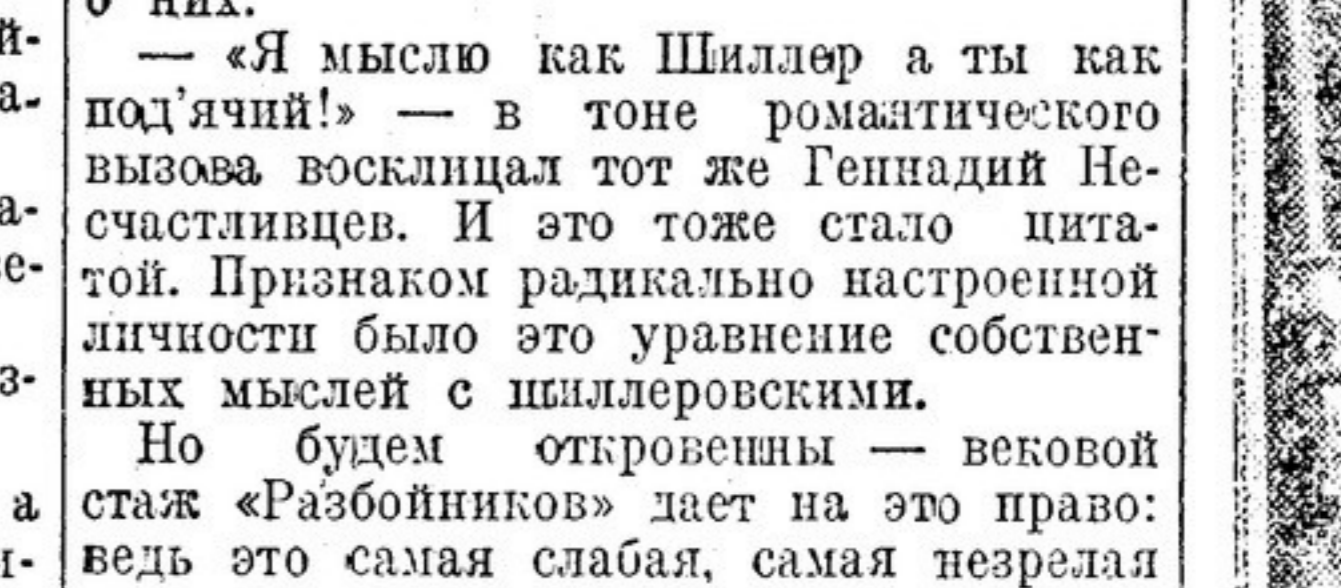 о них.
— «Я мыслю как Шиллер а ты как
под'ячий!» — в тоне романтического
вызова восклицал тот же Геннадий Не-
счастливцев. И это тоже стало цита-
той. Признаком радикально настроенной
личности было это уравнение собствен-
ных мыслей с шиллеровскими.
Но будем откровенны — вековой
стаж «Разбойников» дает на это право:
ведь это самая слабая, самая незрелая